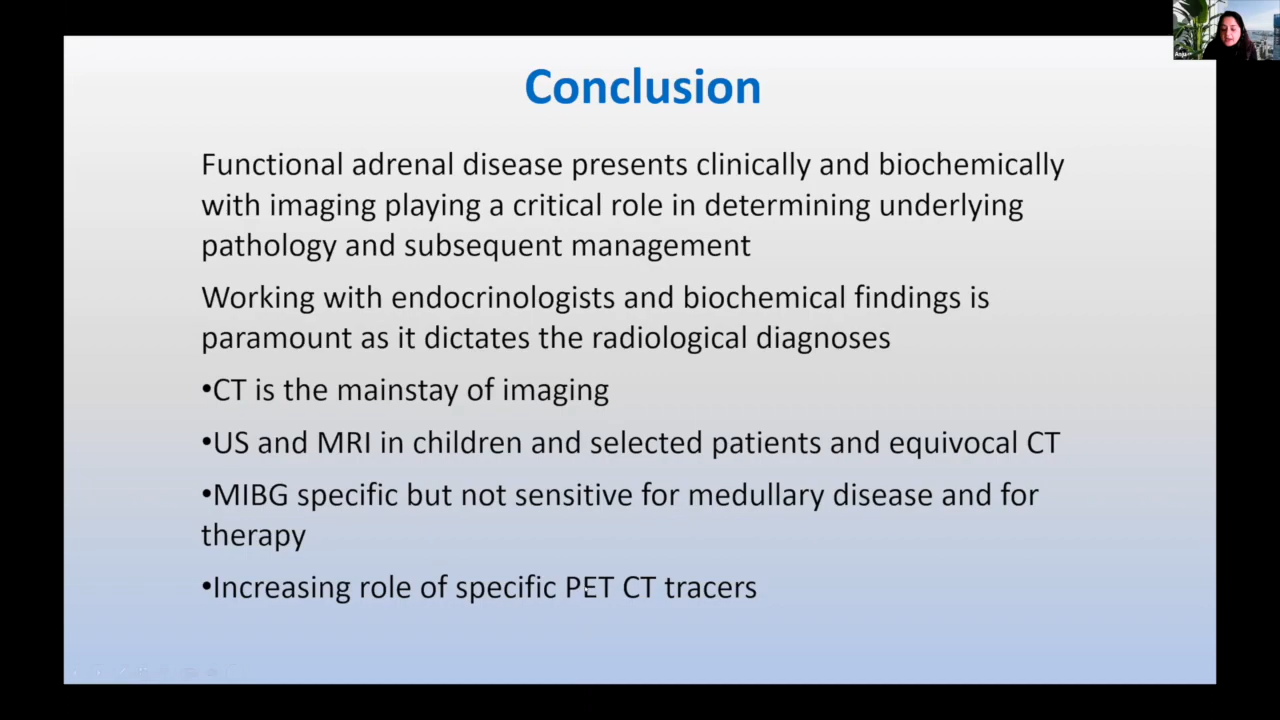 Conclusion
Functional adrenal disease presents clinically and biochemically
with imaging playing a critical role in determining underlying
pathology and subsequent management
Working with endocrinologists and biochemical findings is
paramount as it dictates the radiological diagnoses
•CT is the mainstay of imaging
•US and MRI in children and selected patients and equivocal CT
•MIBG specific but not sensitive for medullary disease and for
therapy
•Increasing role of specific PET CT tracers